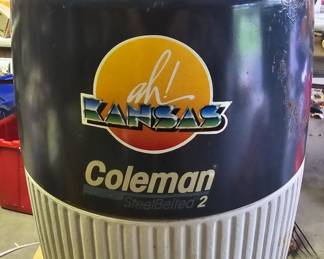 ah!
KANSAS
Coleman
SteelBelted 2